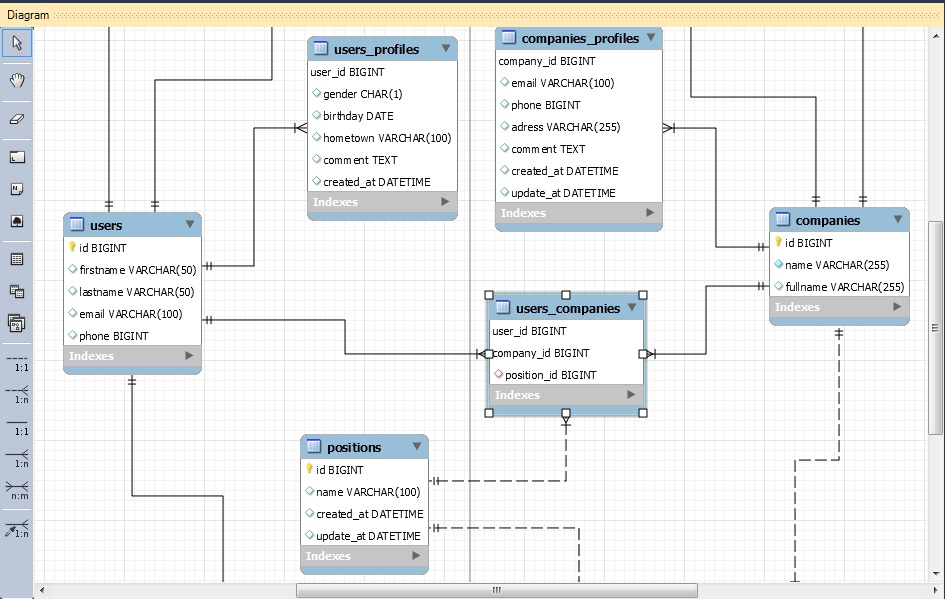 Diagram
users_profiles
user_id BIGINT
gender CHAR(1)
birthday DATE
hometown VARCHAR(100)
comment TEXT
created_at DATETIME
Indexes
companies_profiles
company_id BIGINT
email VARCHAR(100)
phone BIGINT
adress VARCHAR(255)
comment TEXT
created_at DATETIME
update_at DATETIME
Indexes
users
id BIGINT
firstname VARCHAR(50)
lastname VARCHAR(50)
email VARCHAR(100)
phone BIGINT
Indexes
companies
id BIGINT
name VARCHAR(255)
fullname VARCHAR(255)
Indexes
users_companies
user_id BIGINT
company_id BIGINT
position_id BIGINT
Indexes
positions
id BIGINT
name VARCHAR(100)
created_at DATETIME
update_at DATETIME
Indexes
1:1
1:n
1:1
1:n
n:m
1:n